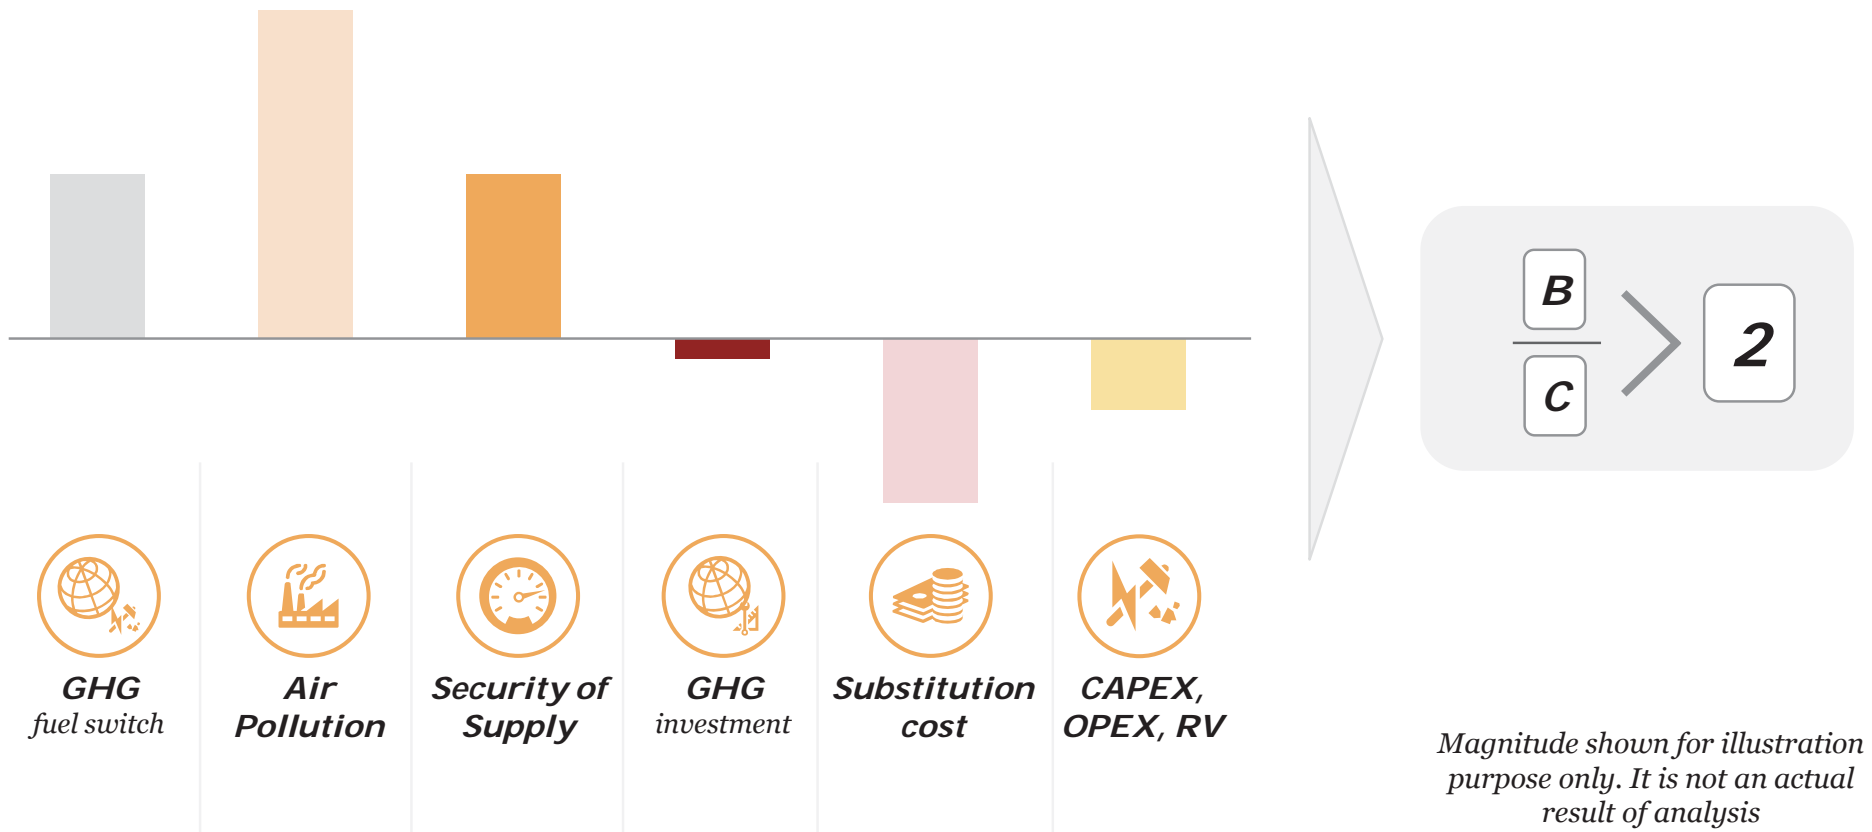 B
C
2
GHG
fuel switch
Air
Pollution
Security of
Supply
GHG
investment
Substitution
cost
CAPEX,
OPEX, RV
Magnitude shown for illustration
purpose only. It is not an actual
result of analysis